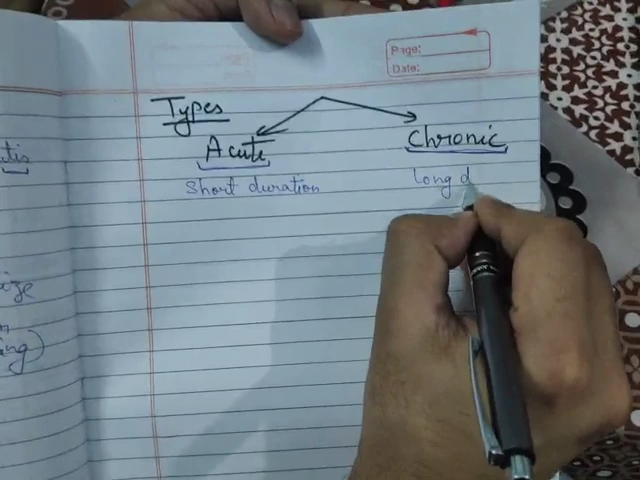 Page:
Date:
Types
Acute
Chronic
Short duration
long d